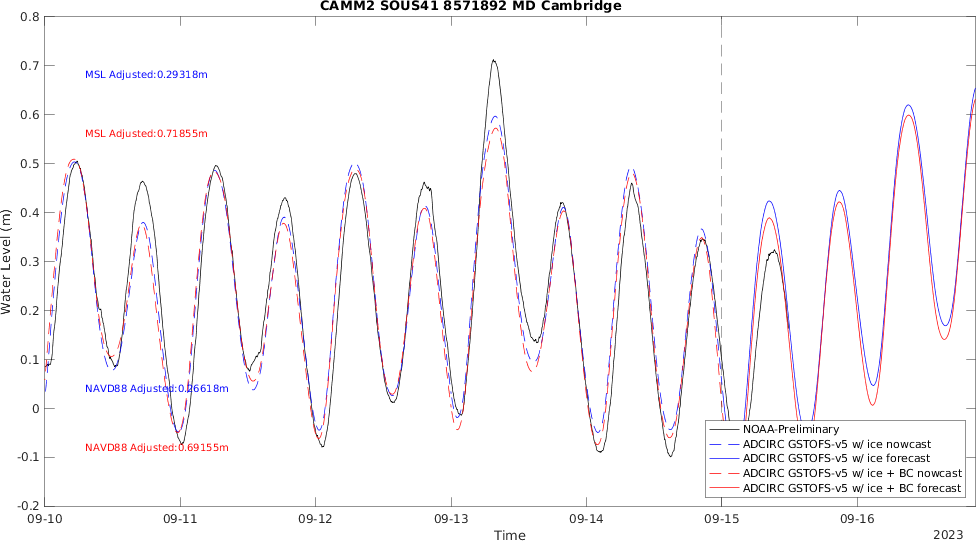 CAMM2 SOUS41 8571892 MD Cambridge
0.8
0.7
0.6
0.5
0.4
0.3
0.2
0.1
0
-0.1
-0.2
Water Level (m)
MSL Adjusted:0.29318m
MSL Adjusted:0.71855m
NAVD88 Adjusted:0.26618m
NAVD88 Adjusted:0.69155m
NOAA-Preliminary
ADCIRC GSTOFS-v5 w/ ice nowcast
ADCIRC GSTOFS-v5 w/ ice forecast
ADCIRC GSTOFS-v5 w/ ice + BC nowcast
ADCIRC GSTOFS-v5 w/ ice + BC forecast
09-10 09-11 09-12 09-13 09-14 09-15 09-16
Time
2023